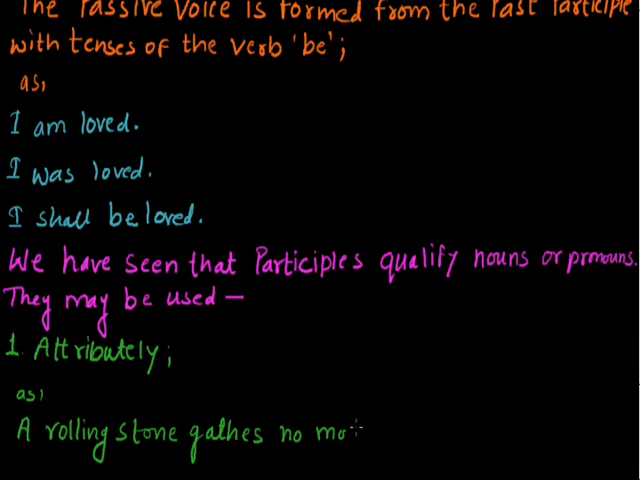 The Passive Voice is formed from the Past Participle
with tenses of the verb 'be';
as,
I am loved.
I was loved.
I shall be loved.
We have seen that Participles qualify nouns or pronouns.
They may be used —
1. Attributely;
as,
A rolling stone gathes no mo